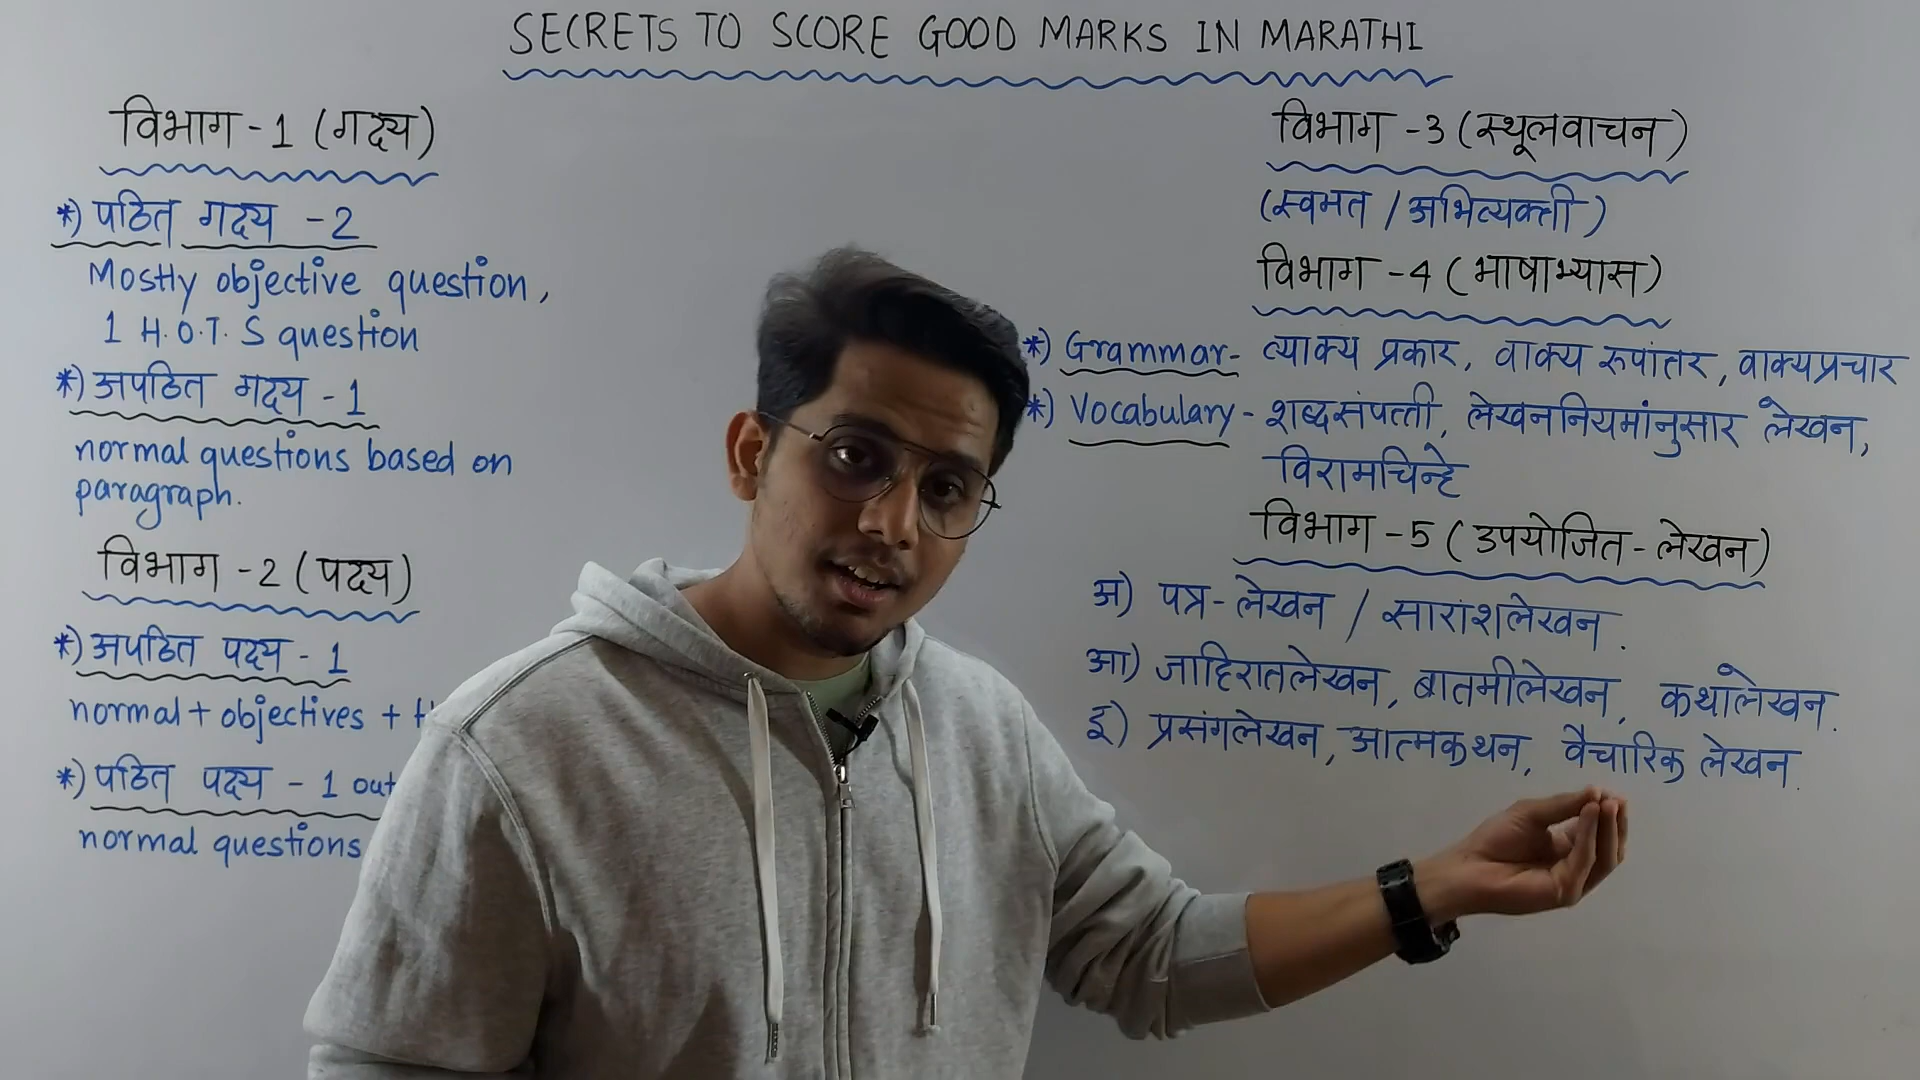 SECRETS TO SCORE GOOD MARKS IN MARATHI
विभाग - 1 (गद्य)
*) पठित गद्य - 2
Mostly objective question,
1 H.O.T.S question
*) अपठित गद्य - 1
normal questions based on
paragraph.
विभाग - 2 (पद्य)
*) अपठित पद्य - 1
normal + objectives +
*) पठित पद्य - 1 out
normal questions
विभाग - 3 (स्थूलवाचन)
(स्वमत / अभिव्यक्ती)
विभाग - 4 (भाषाभ्यास)
*) Grammar - व्याक्य प्रकार, वाक्य रुपांतर, वाक्यप्रचार
*) Vocabulary - शब्दसंपत्ती, लेखननियमांनुसार लेखन,
विरामचिन्हे
विभाग - 5 (उपयोजित - लेखन)
अ) पत्र - लेखन / सारांशलेखन.
आ) जाहिरातलेखन, बातमीलेखन, कथालेखन.
इ) प्रसंगलेखन, आत्मकथन, वैचारिक लेखन.